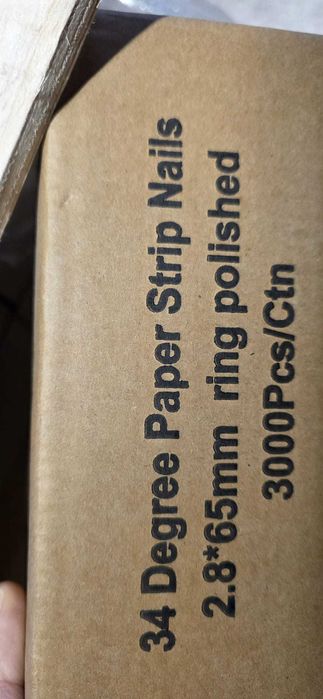 34 Degree Paper Strip Nails
2.8*65mm ring polished
3000Pcs/Ctn